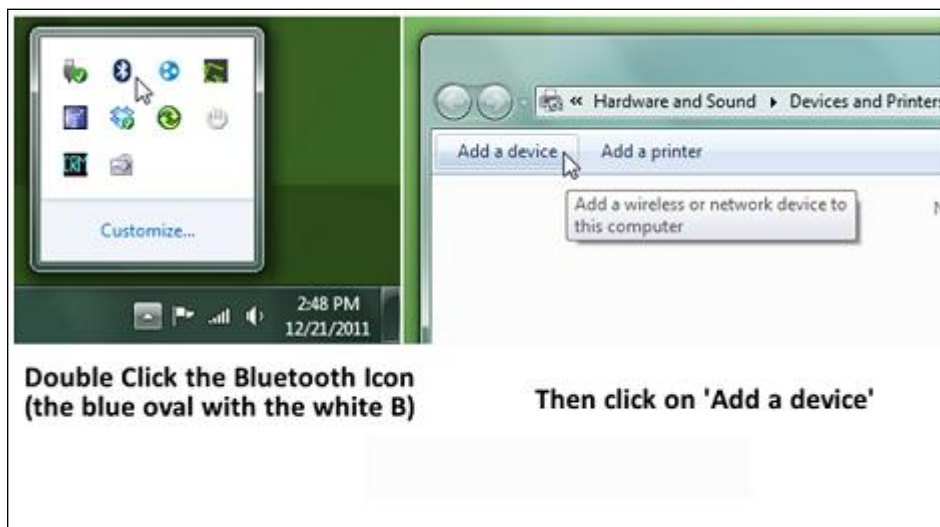 Customize...
2:48 PM
12/21/2011
« Hardware and Sound ▸ Devices and Printers
Add a device
Add a printer
Add a wireless or network device to
this computer
Double Click the Bluetooth Icon
(the blue oval with the white B)
Then click on 'Add a device'